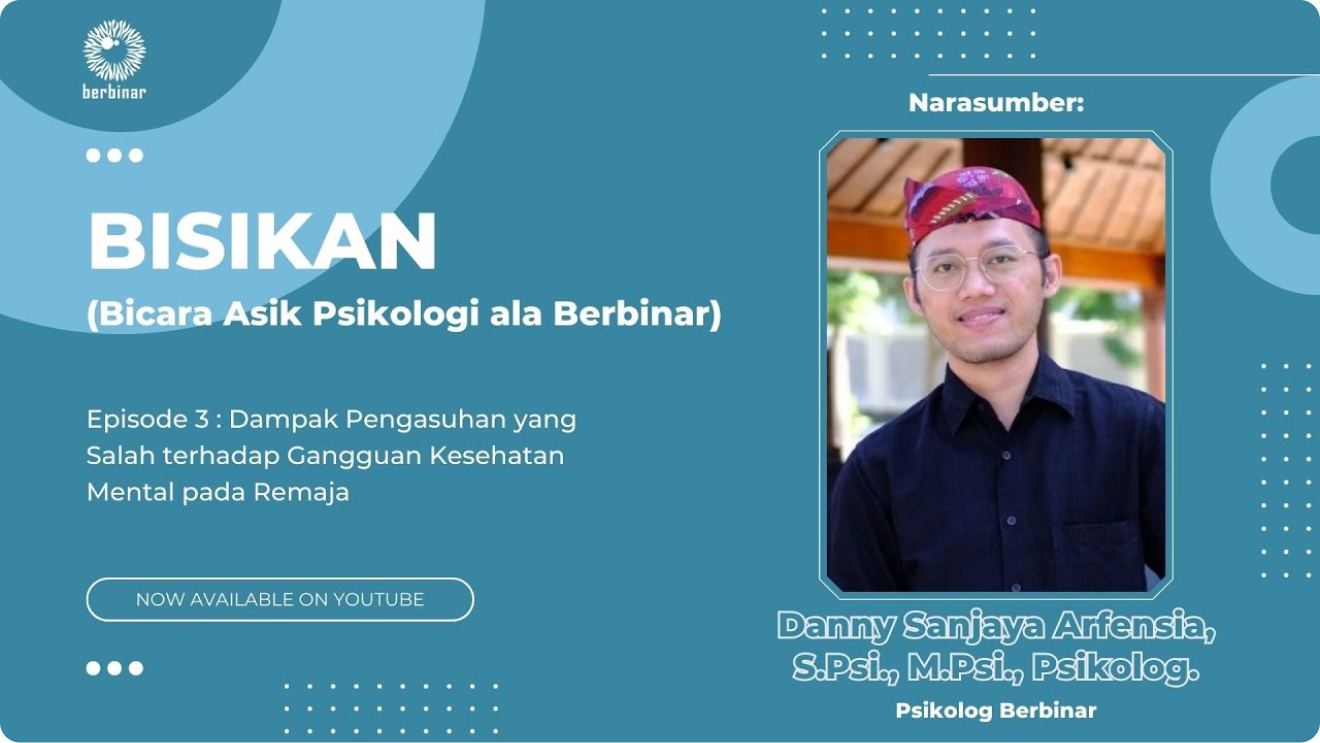 berbinar
BISIKAN
(Bicara Asik Psikologi ala Berbinar)
Episode 3 : Dampak Pengasuhan yang
Salah terhadap Gangguan Kesehatan
Mental pada Remaja
NOW AVAILABLE ON YOUTUBE
Narasumber:
Danny Sanjaya Arfensia,
S.Psi., M.Psi., Psikolog.
Psikolog Berbinar